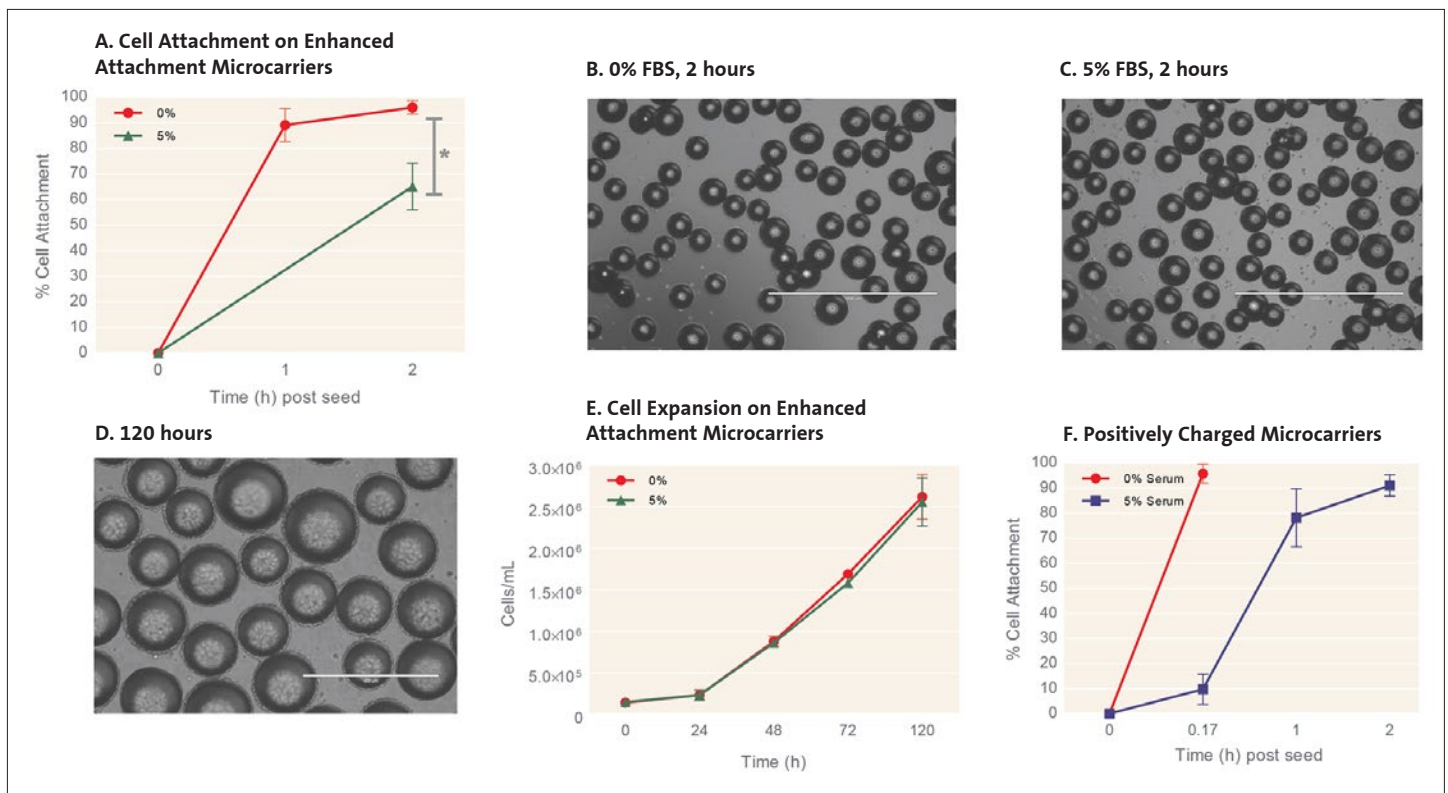 A. Cell Attachment on Enhanced
Attachment Microcarriers
100
90
80
70
60
50
40
30
20
10
0
% Cell Attachment
0%
5%
*
0
1
2
Time (h) post seed
B. 0% FBS, 2 hours
C. 5% FBS, 2 hours
D. 120 hours
E. Cell Expansion on Enhanced
Attachment Microcarriers
3.0x10⁶
2.5x10⁶
2.0x10⁶
1.5x10⁶
1.0x10⁶
5.0x10⁵
0
Cells/mL
0%
5%
0
24
48
72
120
Time (h)
F. Positively Charged Microcarriers
100
90
80
70
60
50
40
30
20
10
0
% Cell Attachment
0% Serum
5% Serum
0
0.17
1
2
Time (h) post seed